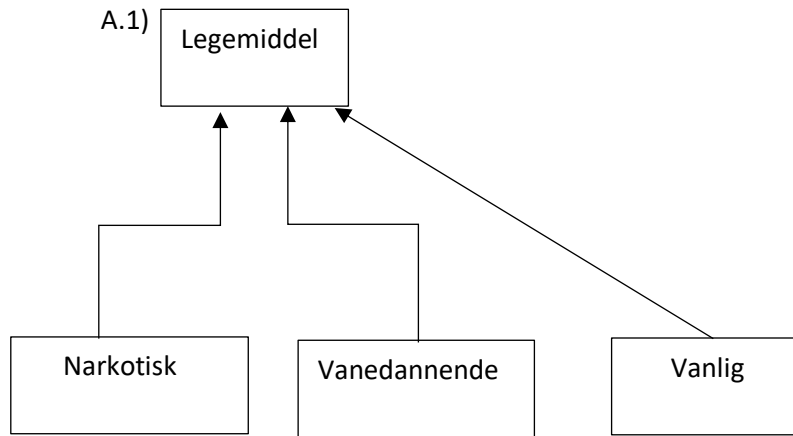 A.1)
Legemiddel
Narkotisk
Vanedannende
Vanlig